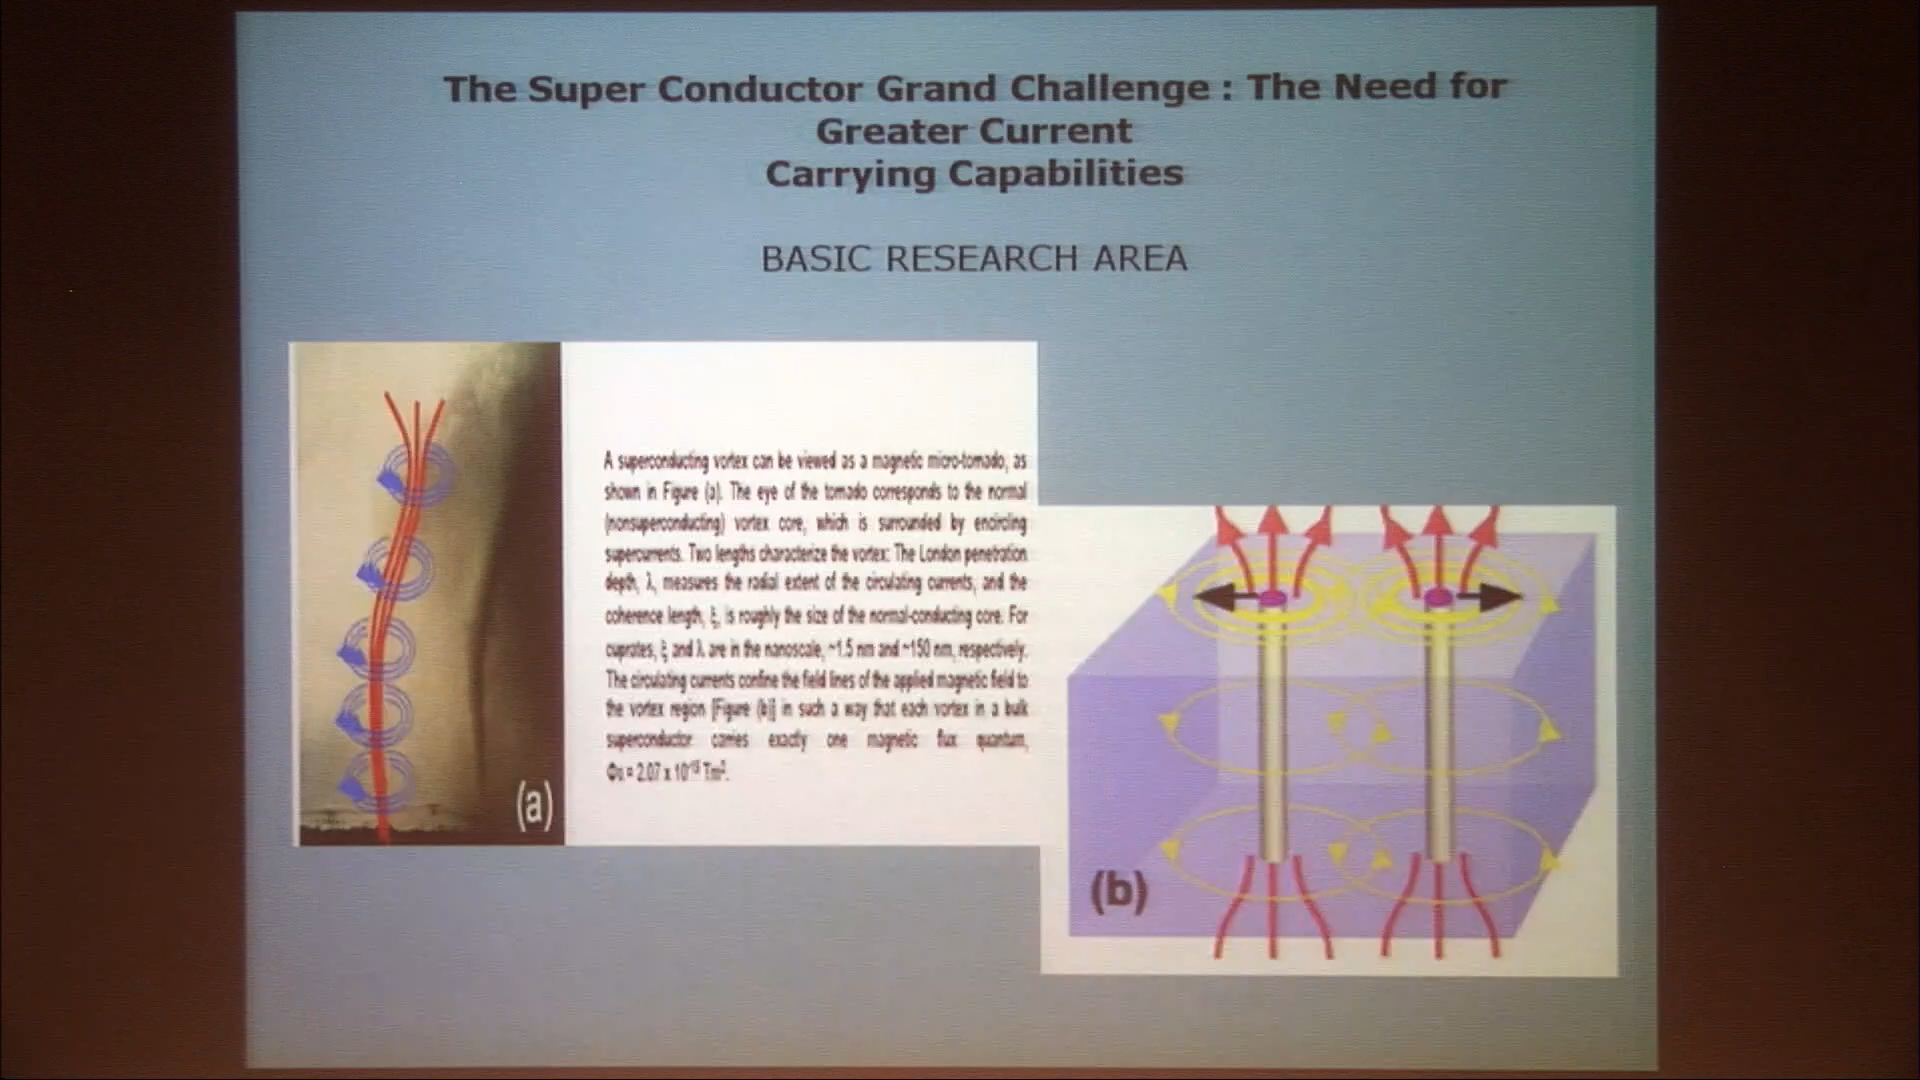 The Super Conductor Grand Challenge : The Need for
Greater Current
Carrying Capabilities
BASIC RESEARCH AREA
A superconducting vortex can be viewed as a magnetic micro-tornado, as
shown in Figure (a). The eye of the tornado corresponds to the normal
(nonsuperconducting) vortex core, which is surrounded by encircling
supercurrents. Two lengths characterize the vortex: The London penetration
depth, λ, measures the radial extent of the circulating currents, and the
coherence length, ξ, is roughly the size of the normal-conducting core. For
cuprates, ξ and λ are in the nanoscale, ~1.5 nm and ~150 nm, respectively.
The circulating currents confine the field lines of the applied magnetic field to
the vortex region [Figure (b)] in such a way that each vortex in a bulk
superconductor carries exactly one magnetic flux quantum,
Φ₀ = 2.07 x 10⁻¹⁵ Tm².
(a)
(b)